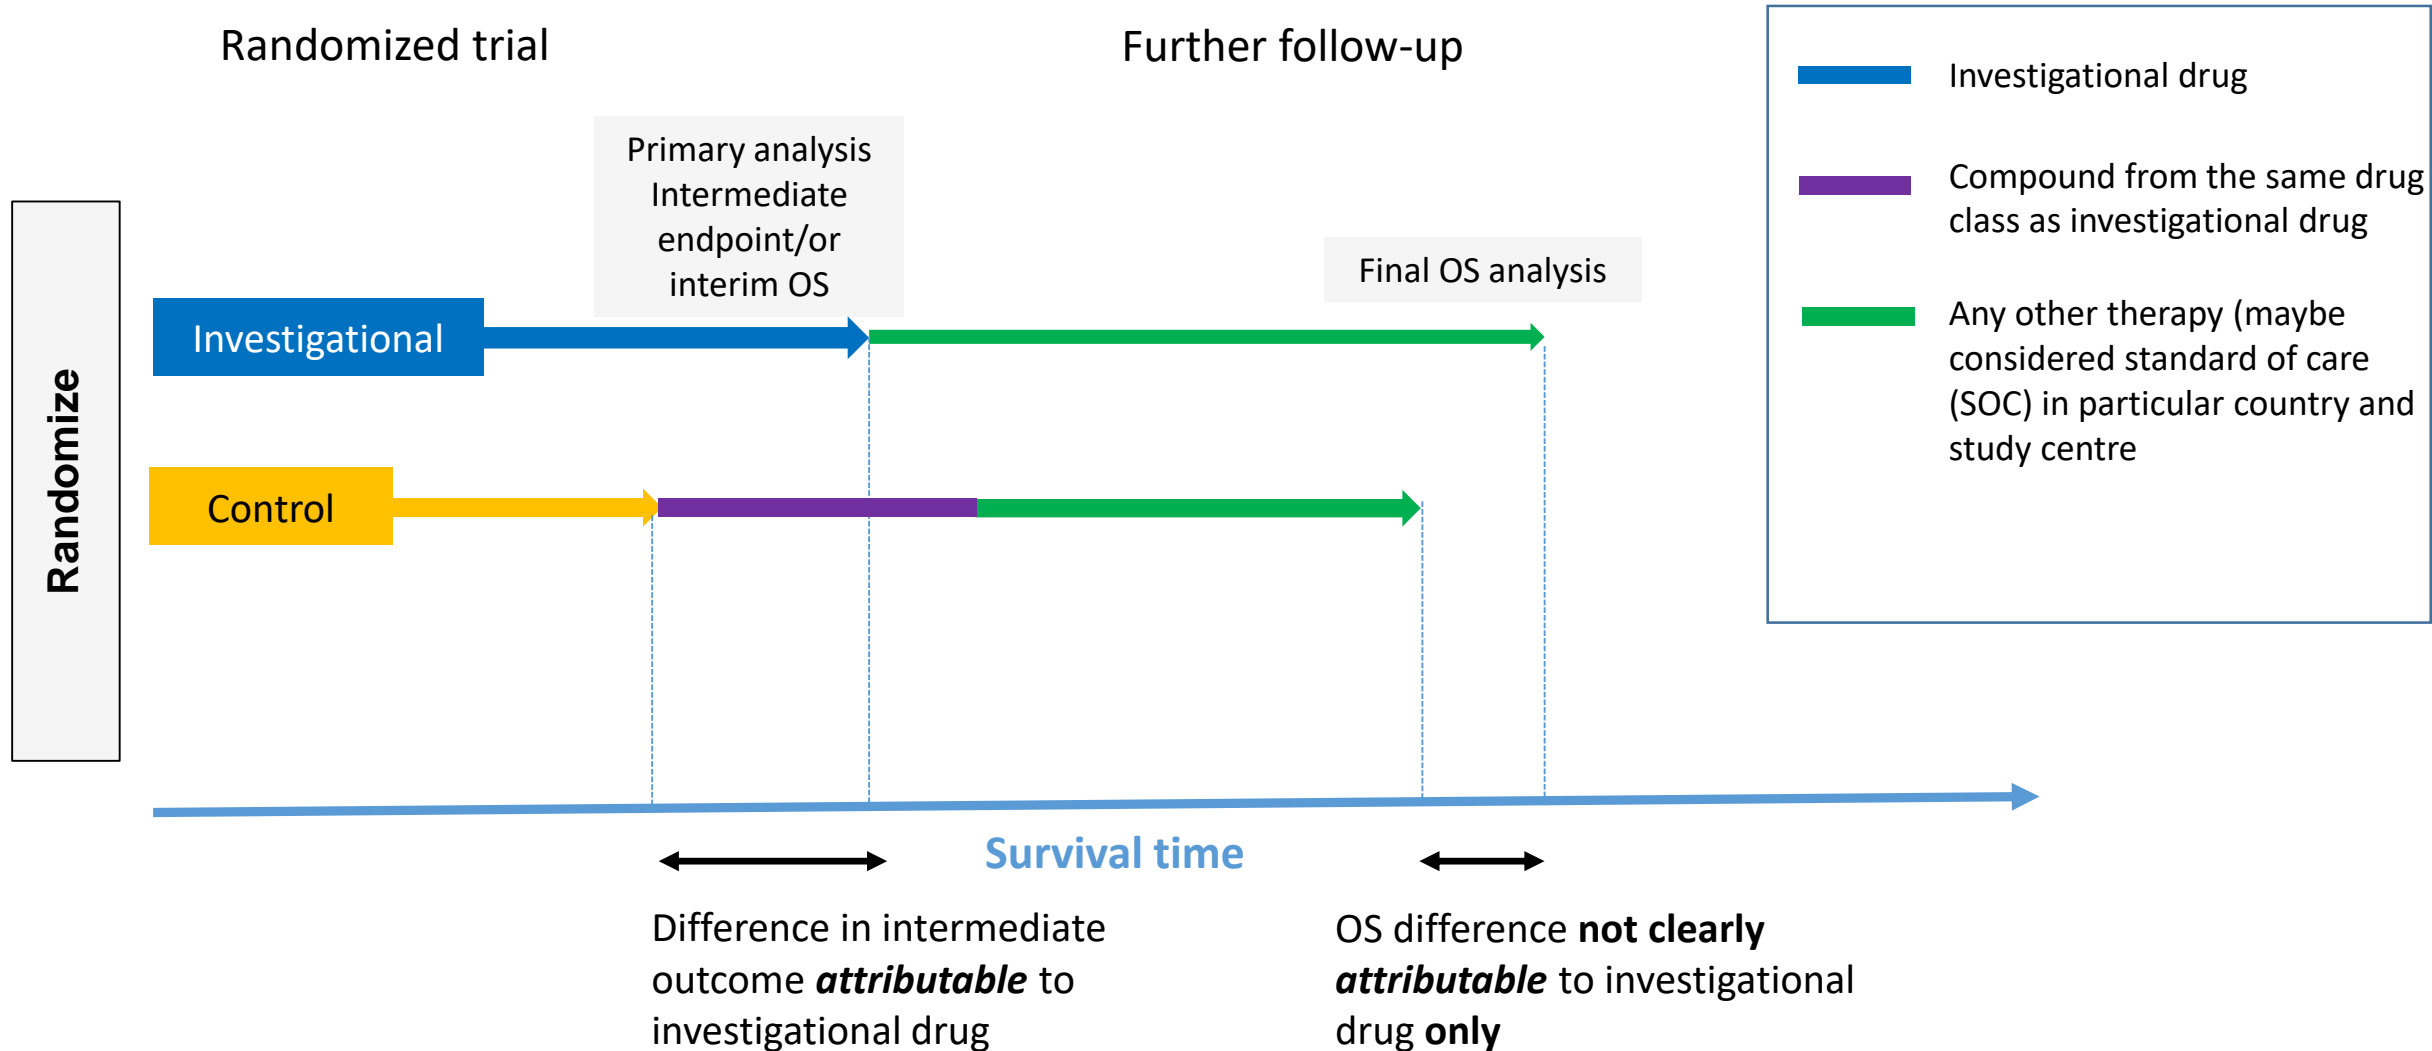 Randomized trial
Further follow-up
Primary analysis
Intermediate
endpoint/or
interim OS
Final OS analysis
Randomize
Investigational
Control
Survival time
Difference in intermediate
outcome attributable to
investigational drug
OS difference not clearly
attributable to investigational
drug only
Investigational drug
Compound from the same drug
class as investigational drug
Any other therapy (maybe
considered standard of care
(SOC) in particular country and
study centre